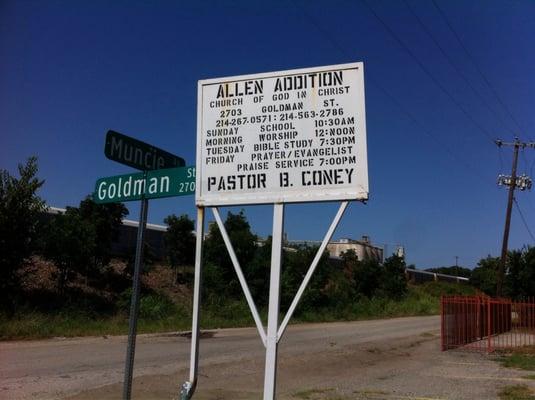 ALLEN ADDITION
CHURCH OF GOD IN CHRIST
2703 GOLDMAN ST.
214-267-0571 : 214-563-2786
SUNDAY SCHOOL 10:30AM
MORNING WORSHIP 12:NOON
TUESDAY BIBLE STUDY 7:30PM
FRIDAY PRAYER/EVANGELIST
PRAISE SERVICE 7:00PM
PASTOR B. CONEY
Muncie
Goldman St
270